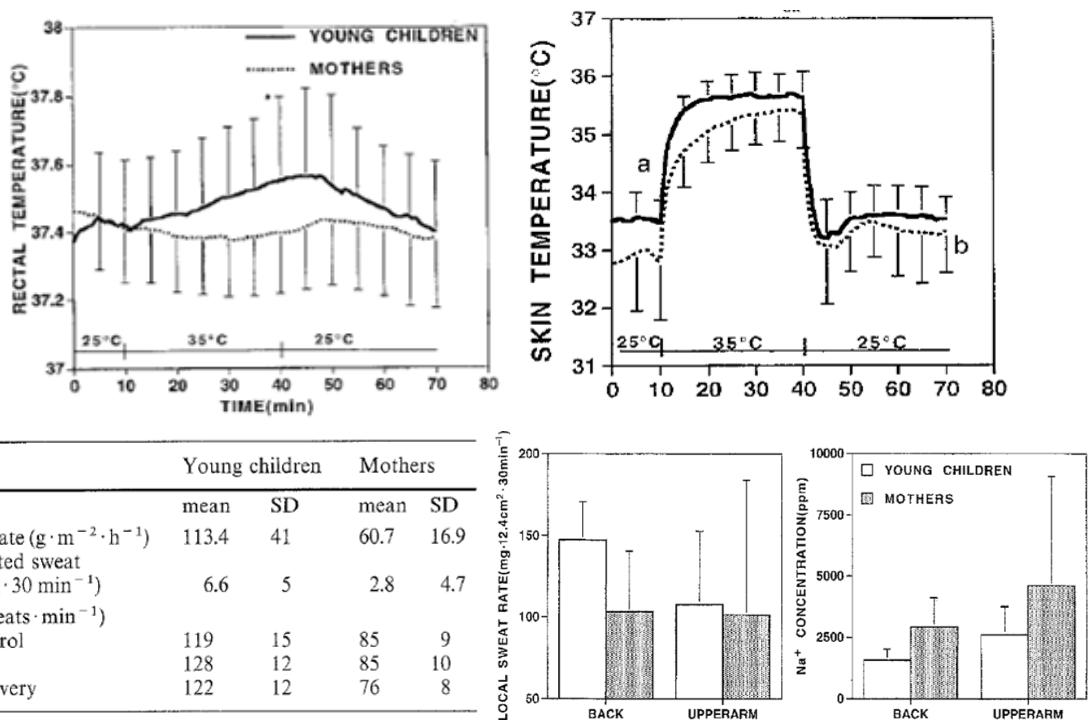 38
37.8
37.6
37.4
37.2
37
RECTAL TEMPERATURE(°C)
YOUNG CHILDREN
MOTHERS
*
25°C 35°C 25°C
0 10 20 30 40 50 60 70 80
TIME(min)
37
36
35
34
33
32
31
SKIN TEMPERATURE(°C)
a
b
25°C 35°C 25°C
0 10 20 30 40 50 60 70 80
Young children Mothers
mean SD mean SD
ate (g·m⁻²·h⁻¹) 113.4 41 60.7 16.9
ted sweat
·30 min⁻¹) 6.6 5 2.8 4.7
eats·min⁻¹)
rol 119 15 85 9
128 12 85 10
very 122 12 76 8
LOCAL SWEAT RATE(mg·12.4cm²·30min⁻¹)
200
150
100
50
BACK UPPERARM
Na⁺ CONCENTRATION(ppm)
10000
7500
5000
2500
0
YOUNG CHILDREN
MOTHERS
BACK UPPERARM